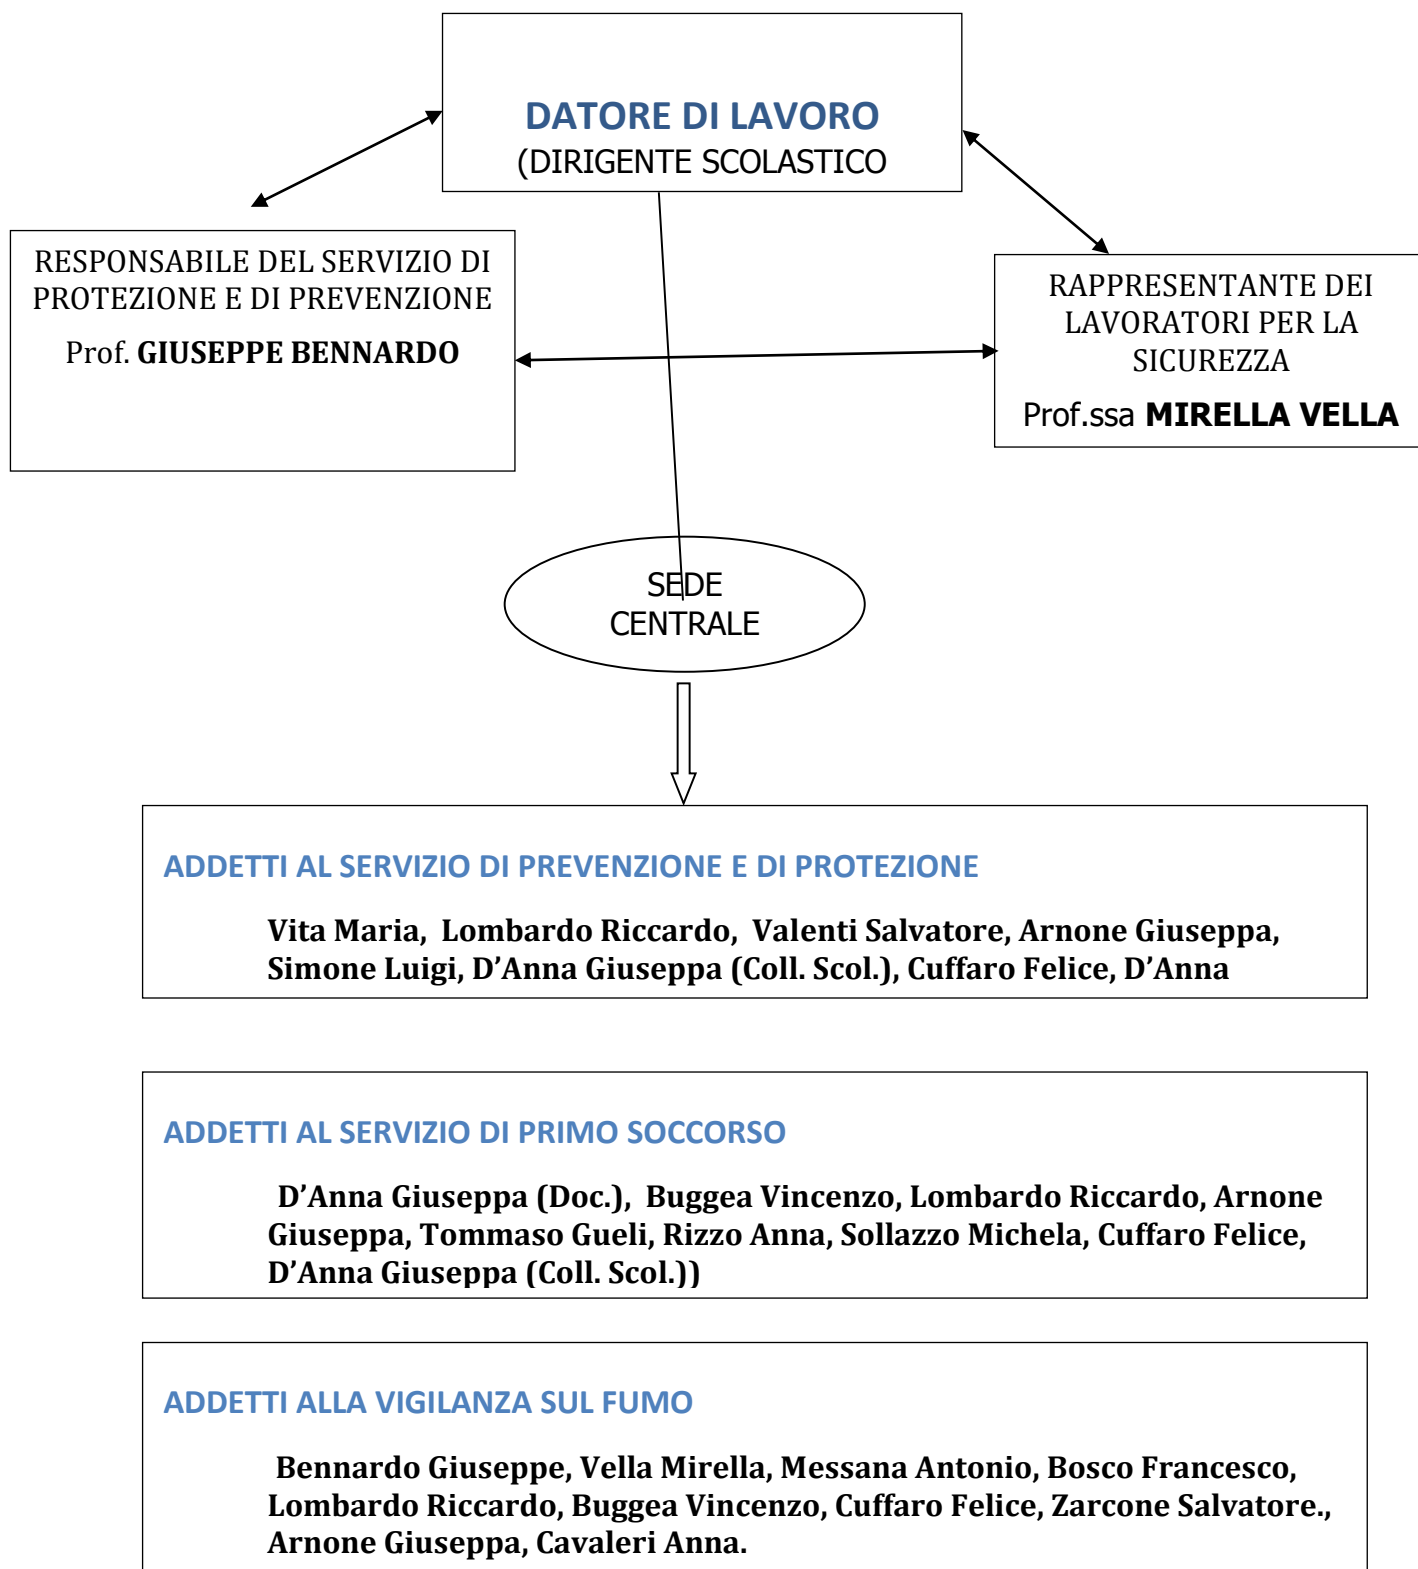 DATORE DI LAVORO
(DIRIGENTE SCOLASTICO
RESPONSABILE DEL SERVIZIO DI
PROTEZIONE E DI PREVENZIONE
Prof. GIUSEPPE BENNARDO
RAPPRESENTANTE DEI
LAVORATORI PER LA
SICUREZZA
Prof.ssa MIRELLA VELLA
SEDE
CENTRALE
ADDETTI AL SERVIZIO DI PREVENZIONE E DI PROTEZIONE
Vita Maria, Lombardo Riccardo, Valenti Salvatore, Arnone Giuseppa,
Simone Luigi, D’Anna Giuseppa (Coll. Scol.), Cuffaro Felice, D’Anna
ADDETTI AL SERVIZIO DI PRIMO SOCCORSO
D’Anna Giuseppa (Doc.), Buggea Vincenzo, Lombardo Riccardo, Arnone
Giuseppa, Tommaso Gueli, Rizzo Anna, Sollazzo Michela, Cuffaro Felice,
D’Anna Giuseppa (Coll. Scol.))
ADDETTI ALLA VIGILANZA SUL FUMO
Bennardo Giuseppe, Vella Mirella, Messana Antonio, Bosco Francesco,
Lombardo Riccardo, Buggea Vincenzo, Cuffaro Felice, Zarcone Salvatore.,
Arnone Giuseppa, Cavaleri Anna.